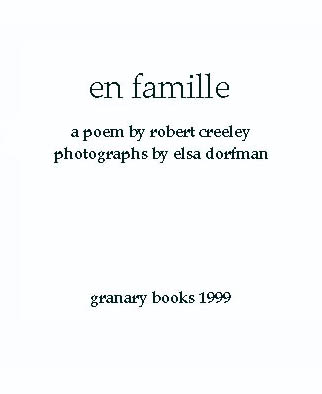 en famille
a poem by robert creeley
photographs by elsa dorfman
granary books 1999